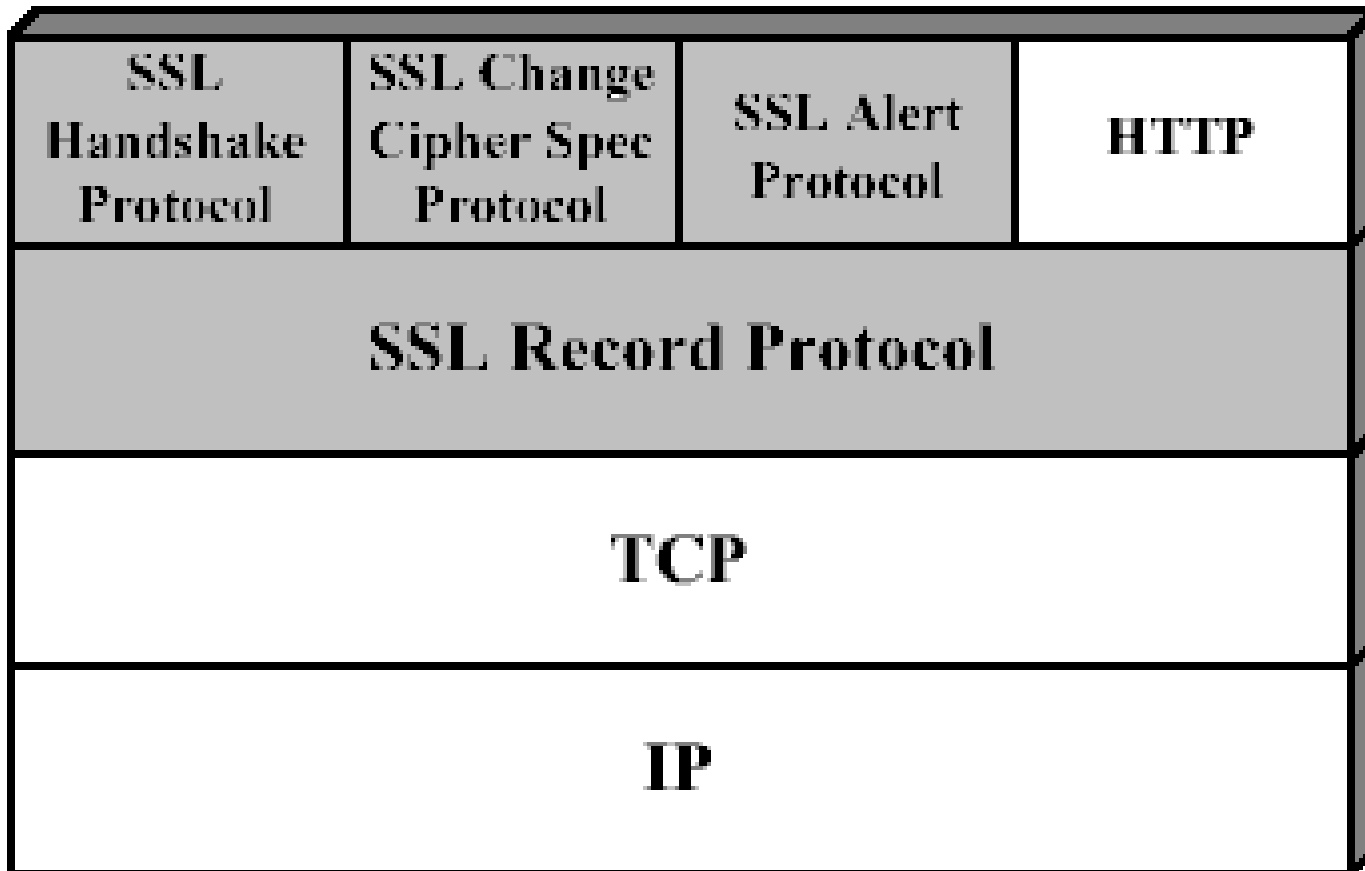 SSL
Handshake
Protocol
SSL Change
Cipher Spec
Protocol
SSL Alert
Protocol
HTTP
SSL Record Protocol
TCP
IP